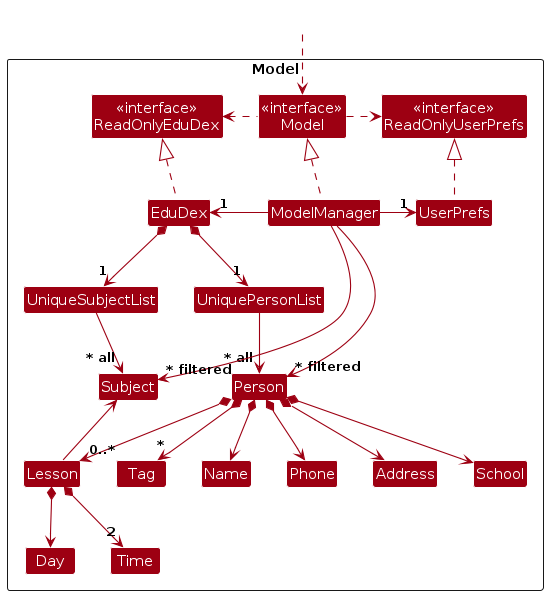 Model
«interface»
ReadOnlyEduDex
«interface»
Model
«interface»
ReadOnlyUserPrefs
1
1
EduDex
ModelManager
UserPrefs
1
1
UniqueSubjectList
UniquePersonList
* all
* filtered
* all
* filtered
Subject
Person
0..*
*
Lesson
Tag
Name
Phone
Address
School
2
Day
Time